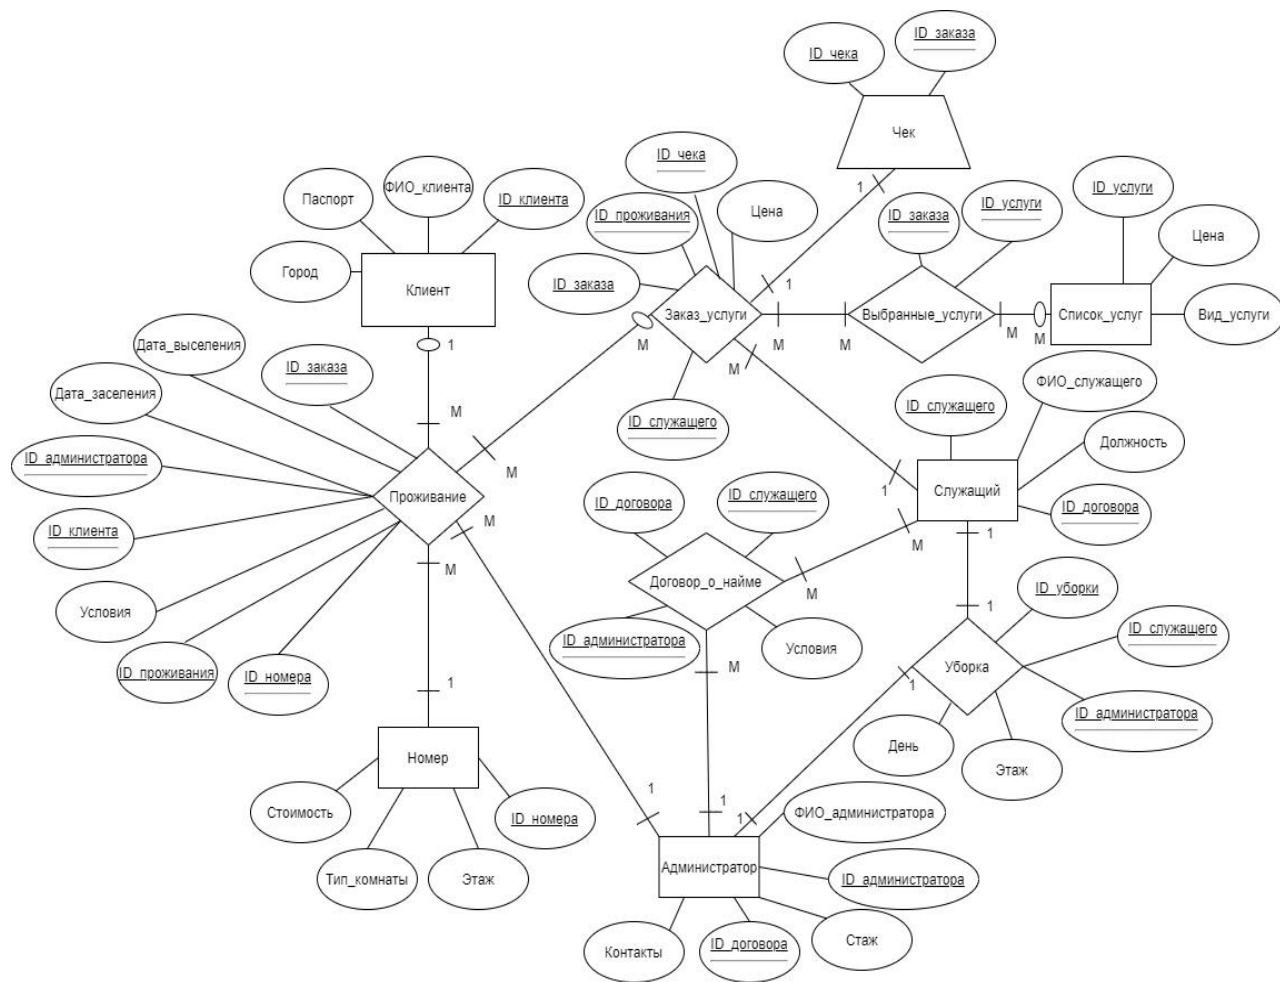 ID_заказа
ID_чека
Чек
ID_чека
ФИО_клиента
ID_услуги
Паспорт
ID_клиента
ID_проживания
Цена
ID_заказа
ID_услуги
1
Цена
Город
Клиент
ID_заказа
1
Заказ_услуги
Выбранные_услуги
Список_услуг
Вид_услуги
M
M
M
M
M
1
Дата_выселения
ID_заказа
M
ФИО_служащего
Дата_заселения
ID_служащего
M
ID_служащего
Должность
ID_администратора
M
Проживание
1
Служащий
ID_договора
ID_служащего
ID_договора
M
M
1
ID_клиента
M
Договор_о_найме
M
ID_уборки
Условия
1
ID_служащего
ID_администратора
Условия
ID_проживания
ID_номера
M
1
1
Уборка
ID_администратора
День
Номер
Этаж
Стоимость
ID_номера
1
1
1
ФИО_администратора
Тип_комнаты
Этаж
Администратор
ID_администратора
Контакты
ID_договора
Стаж